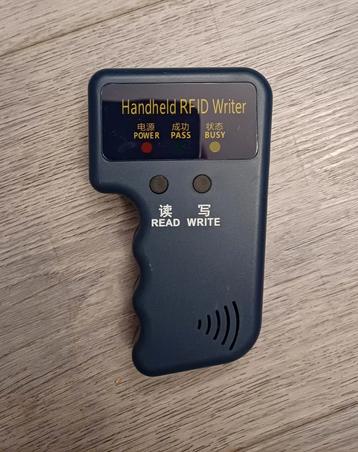 Handheld RFID Writer
电源 成功 状态
POWER PASS BUSY
读 写
READ WRITE